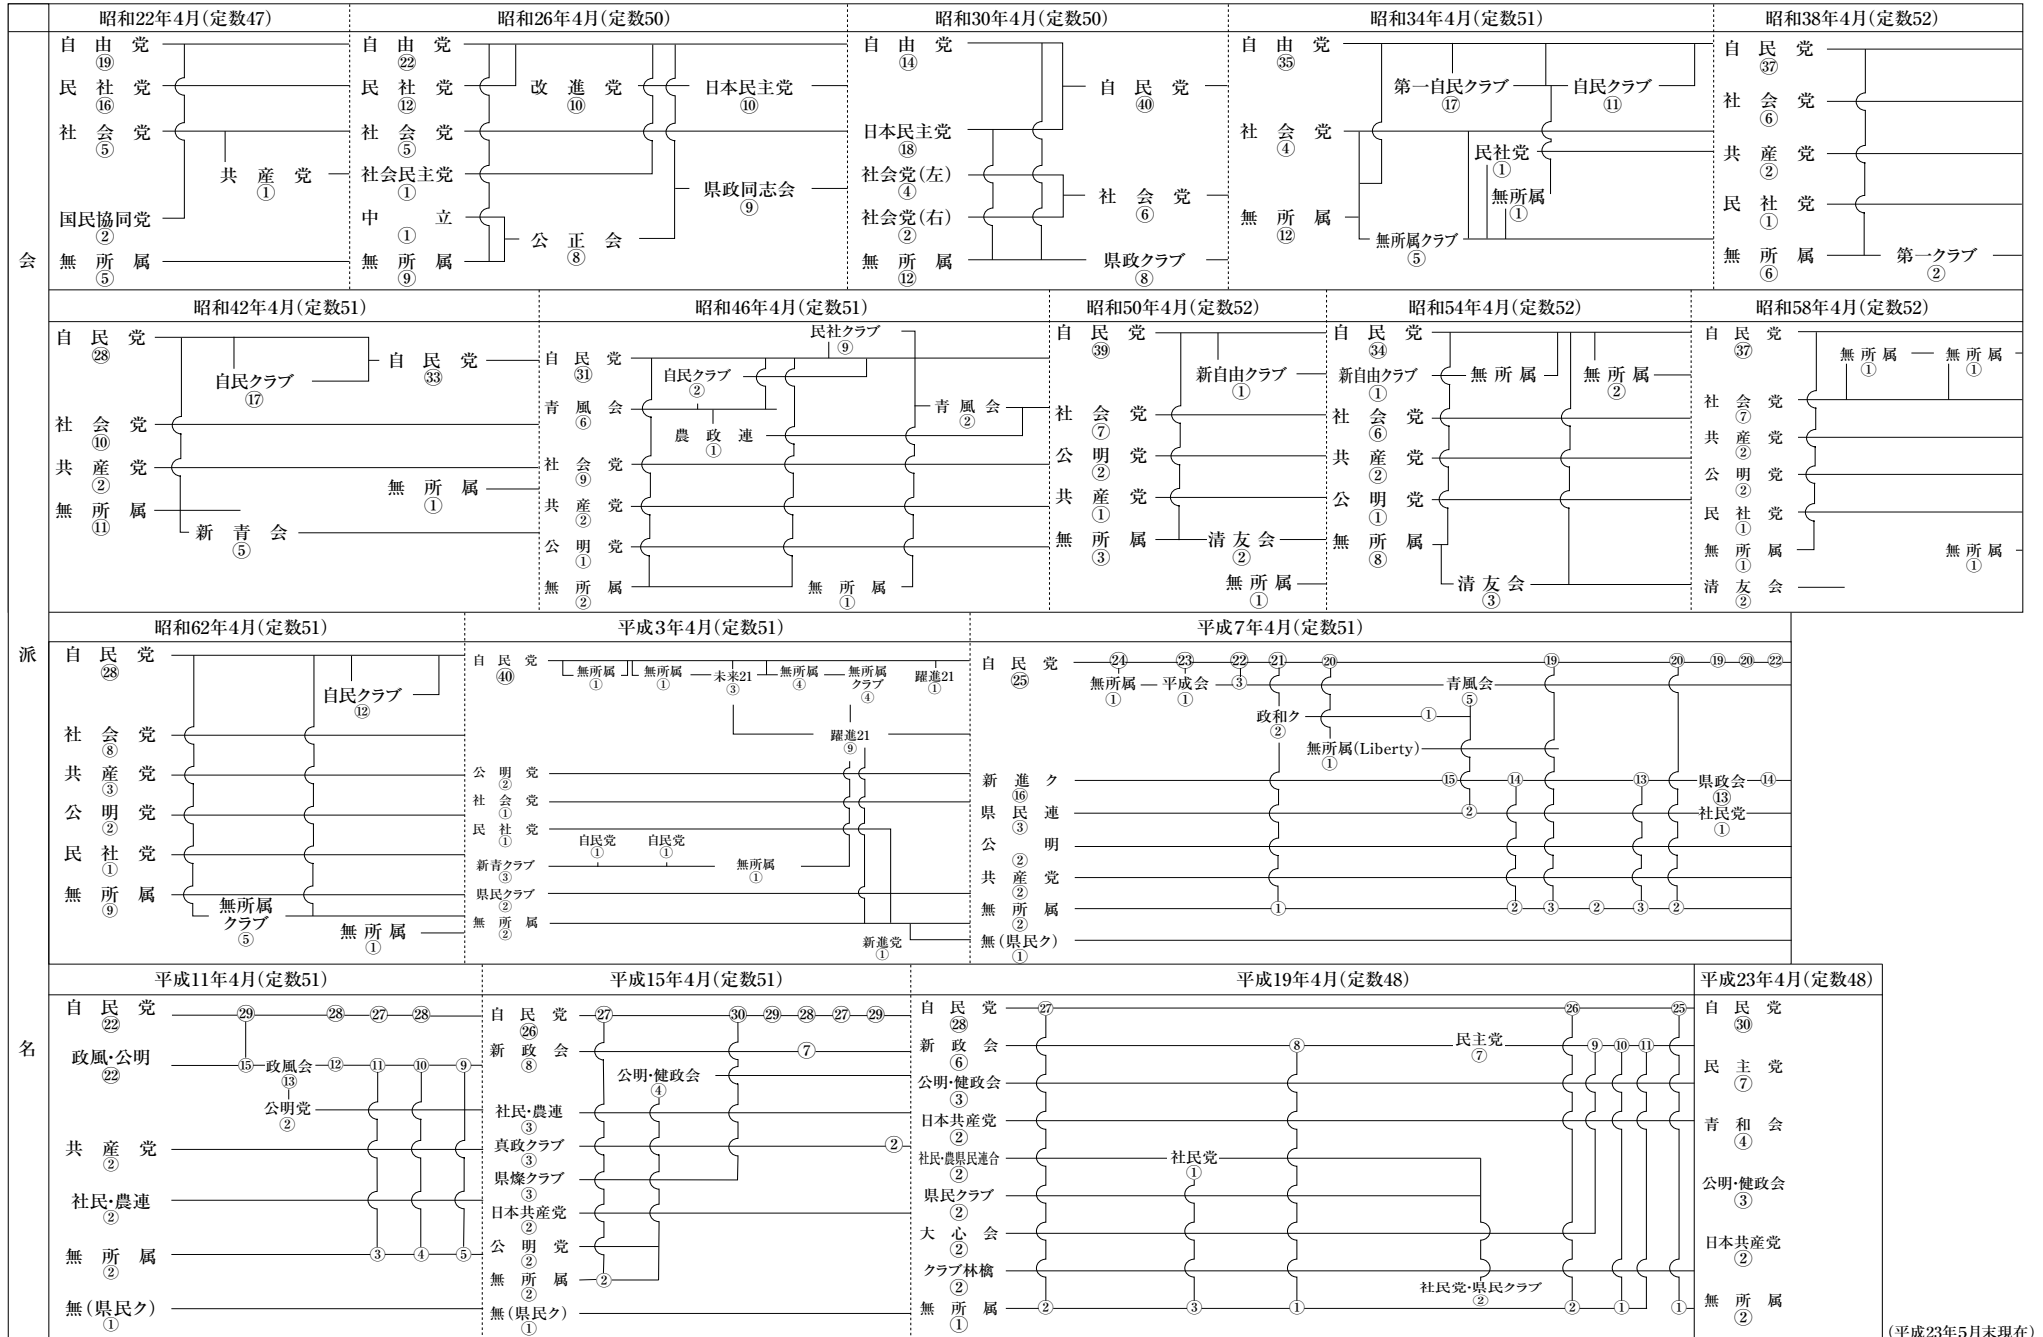 会
派
名
昭和22年4月(定数47)
自由党
⑲
民社党
⑯
社会党
⑤
共産党
①
国民協同党
②
無所属
⑤
昭和26年4月(定数50)
自由党
㉒
民社党
⑫
改進党
⑩
日本民主党
⑩
社会党
⑤
社会民主党
①
県政同志会
⑨
中立
①
公正会
⑧
無所属
⑨
昭和30年4月(定数50)
自由党
⑭
自民党
㊵
日本民主党
⑱
社会党(左)
④
社会党
⑥
社会党(右)
②
無所属
⑫
県政クラブ
⑧
昭和34年4月(定数51)
自由党
㉟
第一自民クラブ
⑰
自民クラブ
⑪
社会党
④
民社党
①
無所属
①
無所属
⑫
無所属クラブ
⑤
昭和38年4月(定数52)
自民党
㊲
社会党
⑥
共産党
②
民社党
①
無所属
⑥
第一クラブ
②
昭和42年4月(定数51)
自民党
㉘
自民クラブ
⑰
自民党
㉝
社会党
⑩
共産党
②
無所属
①
無所属
⑪
新青会
⑤
昭和46年4月(定数51)
民社クラブ
⑨
自民党
㉛
自民クラブ
②
青風会
⑥
青風会
②
農政連
①
社会党
⑨
共産党
②
公明党
①
無所属
②
無所属
①
昭和50年4月(定数52)
自民党
㊴
新自由クラブ
①
社会党
⑦
公明党
②
共産党
①
無所属
③
清友会
②
無所属
①
昭和54年4月(定数52)
自民党
㉞
新自由クラブ
①
無所属
無所属
②
社会党
⑥
共産党
②
公明党
①
無所属
⑧
清友会
③
昭和58年4月(定数52)
自民党
㊲
無所属
①
無所属
①
社会党
⑦
共産党
②
公明党
②
民社党
①
無所属
①
無所属
①
清友会
②
昭和62年4月(定数51)
自民党
㉘
自民クラブ
⑫
社会党
⑧
共産党
③
公明党
②
民社党
①
無所属
⑨
無所属
クラブ
⑤
無所属
①
平成3年4月(定数51)
自民党
㊵
無所属
①
無所属
①
未来21
③
無所属
④
無所属
クラブ
④
躍進21
①
躍進21
⑨
公明党
②
社会党
①
民社党
①
自民党
①
自民党
①
新青クラブ
③
無所属
①
県民クラブ
②
無所属
②
新進党
①
平成7年4月(定数51)
自民党
㉕
㉔ ㉓ ㉒ ㉑ ⑳ ⑲ ⑳ ⑲ ⑳ ㉒
無所属
①
平成会
①
③
青風会
⑤
政和ク
②
①
無所属(Liberty)
①
新進ク
⑯
⑮ ⑭ ⑬
県政会
⑬
⑭
県民連
③
②
社民党
①
公明
②
共産党
②
無所属
②
① ② ③ ② ③ ②
無(県民ク)
①
平成11年4月(定数51)
自民党
㉒
㉙ ㉘ ㉗ ㉘
政風・公明
㉒
⑮
政風会
⑬
⑫ ⑪ ⑩ ⑨
公明党
②
共産党
②
社民・農連
②
無所属
②
③ ④ ⑤
無(県民ク)
①
平成15年4月(定数51)
自民党
㉖
㉗ ㉚ ㉙ ㉘ ㉗ ㉙
新政会
⑧
⑦
公明・健政会
④
社民・農連
③
真政クラブ
③
②
県燦クラブ
③
日本共産党
②
公明党
②
無所属
②
②
無(県民ク)
①
平成19年4月(定数48)
自民党
㉘
㉗ ㉖ ㉕
新政会
⑥
⑧
民主党
⑦
⑨ ⑩ ⑪
公明・健政会
③
日本共産党
②
社民・農県民連合
②
社民党
①
県民クラブ
②
大心会
②
クラブ林檎
②
社民党・県民クラブ
②
無所属
①
② ③ ① ② ① ①
平成23年4月(定数48)
自民党
㉚
民主党
⑦
青和会
④
公明・健政会
③
日本共産党
②
無所属
②
(平成23年5月末現在)